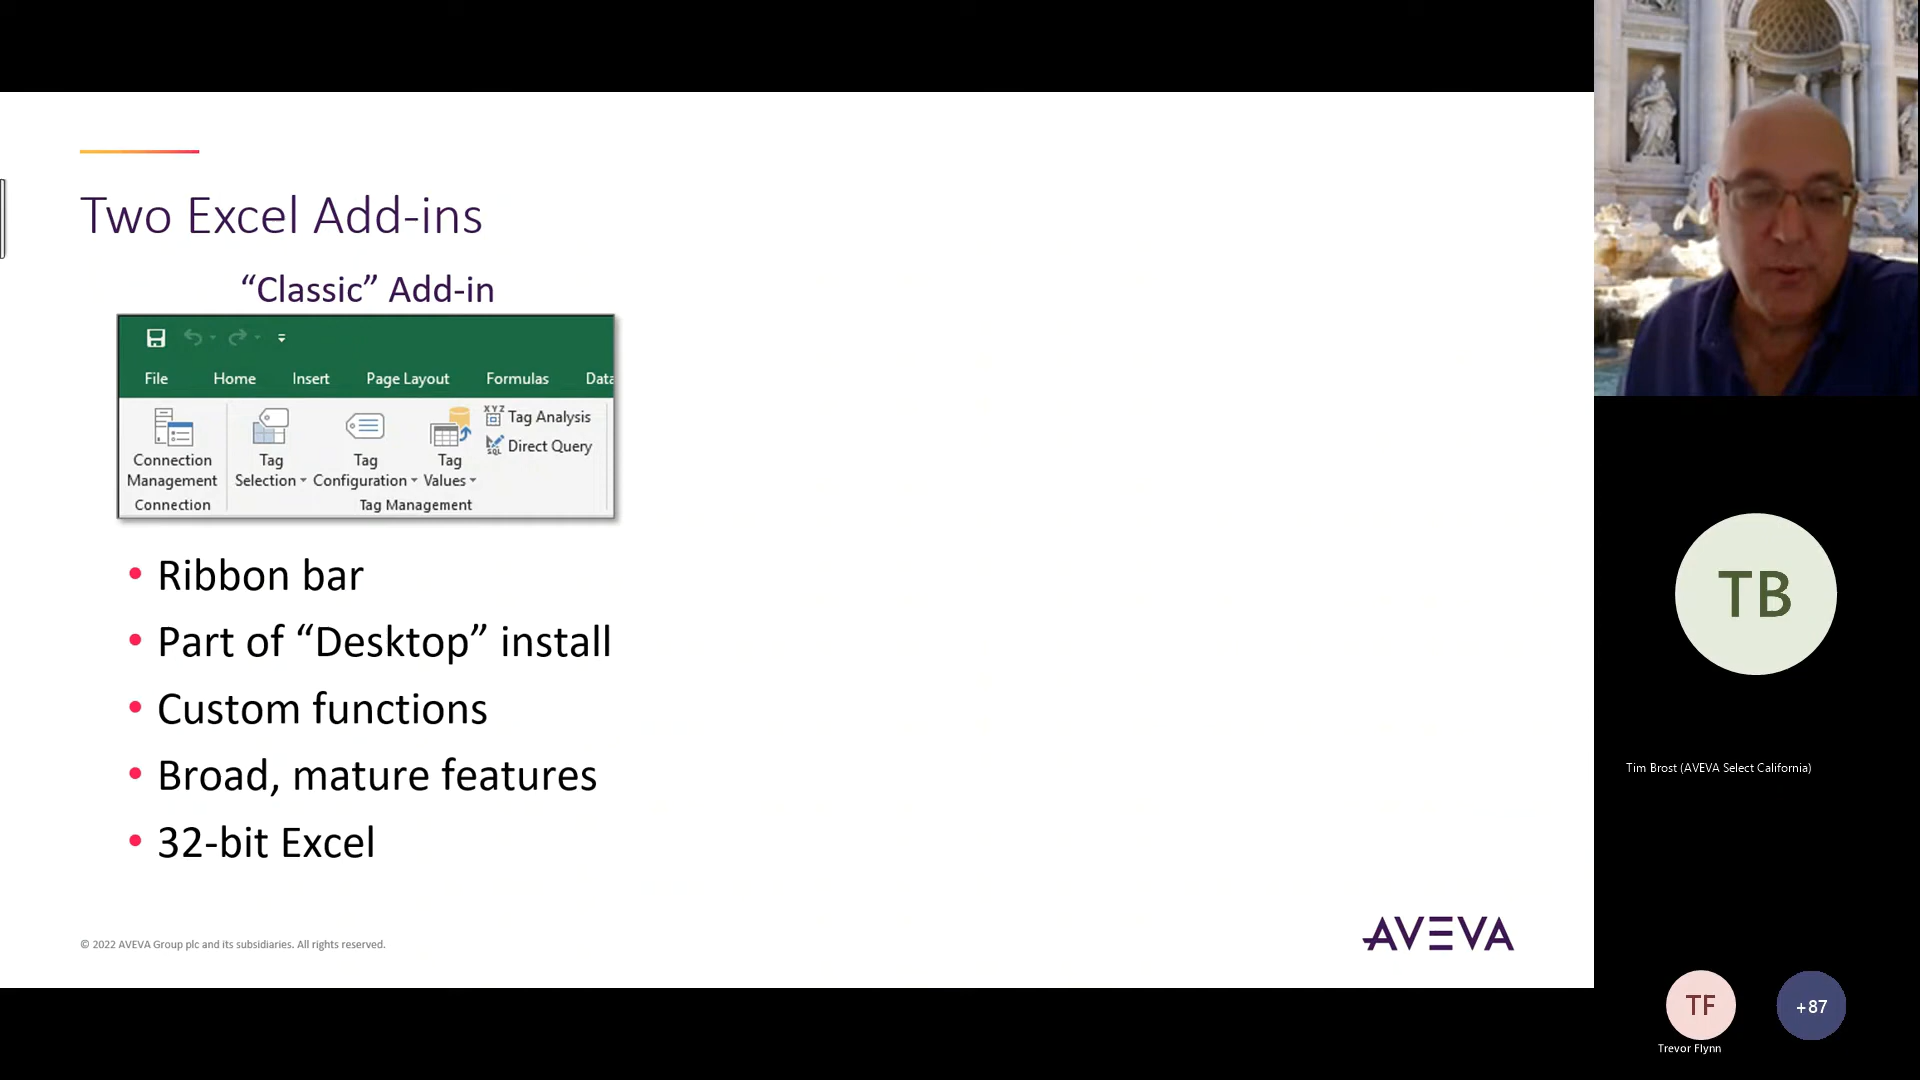 Two Excel Add-ins
“Classic” Add-in
File Home Insert Page Layout Formulas Data
Connection Management
Tag Selection
Tag Configuration
Tag Values
XYZ Tag Analysis
SQL Direct Query
Connection
Tag Management
• Ribbon bar
• Part of “Desktop” install
• Custom functions
• Broad, mature features
• 32-bit Excel
© 2022 AVEVA Group plc and its subsidiaries. All rights reserved.
AVEVA
TB
Tim Brost (AVEVA Select California)
TF
+87
Trevor Flynn